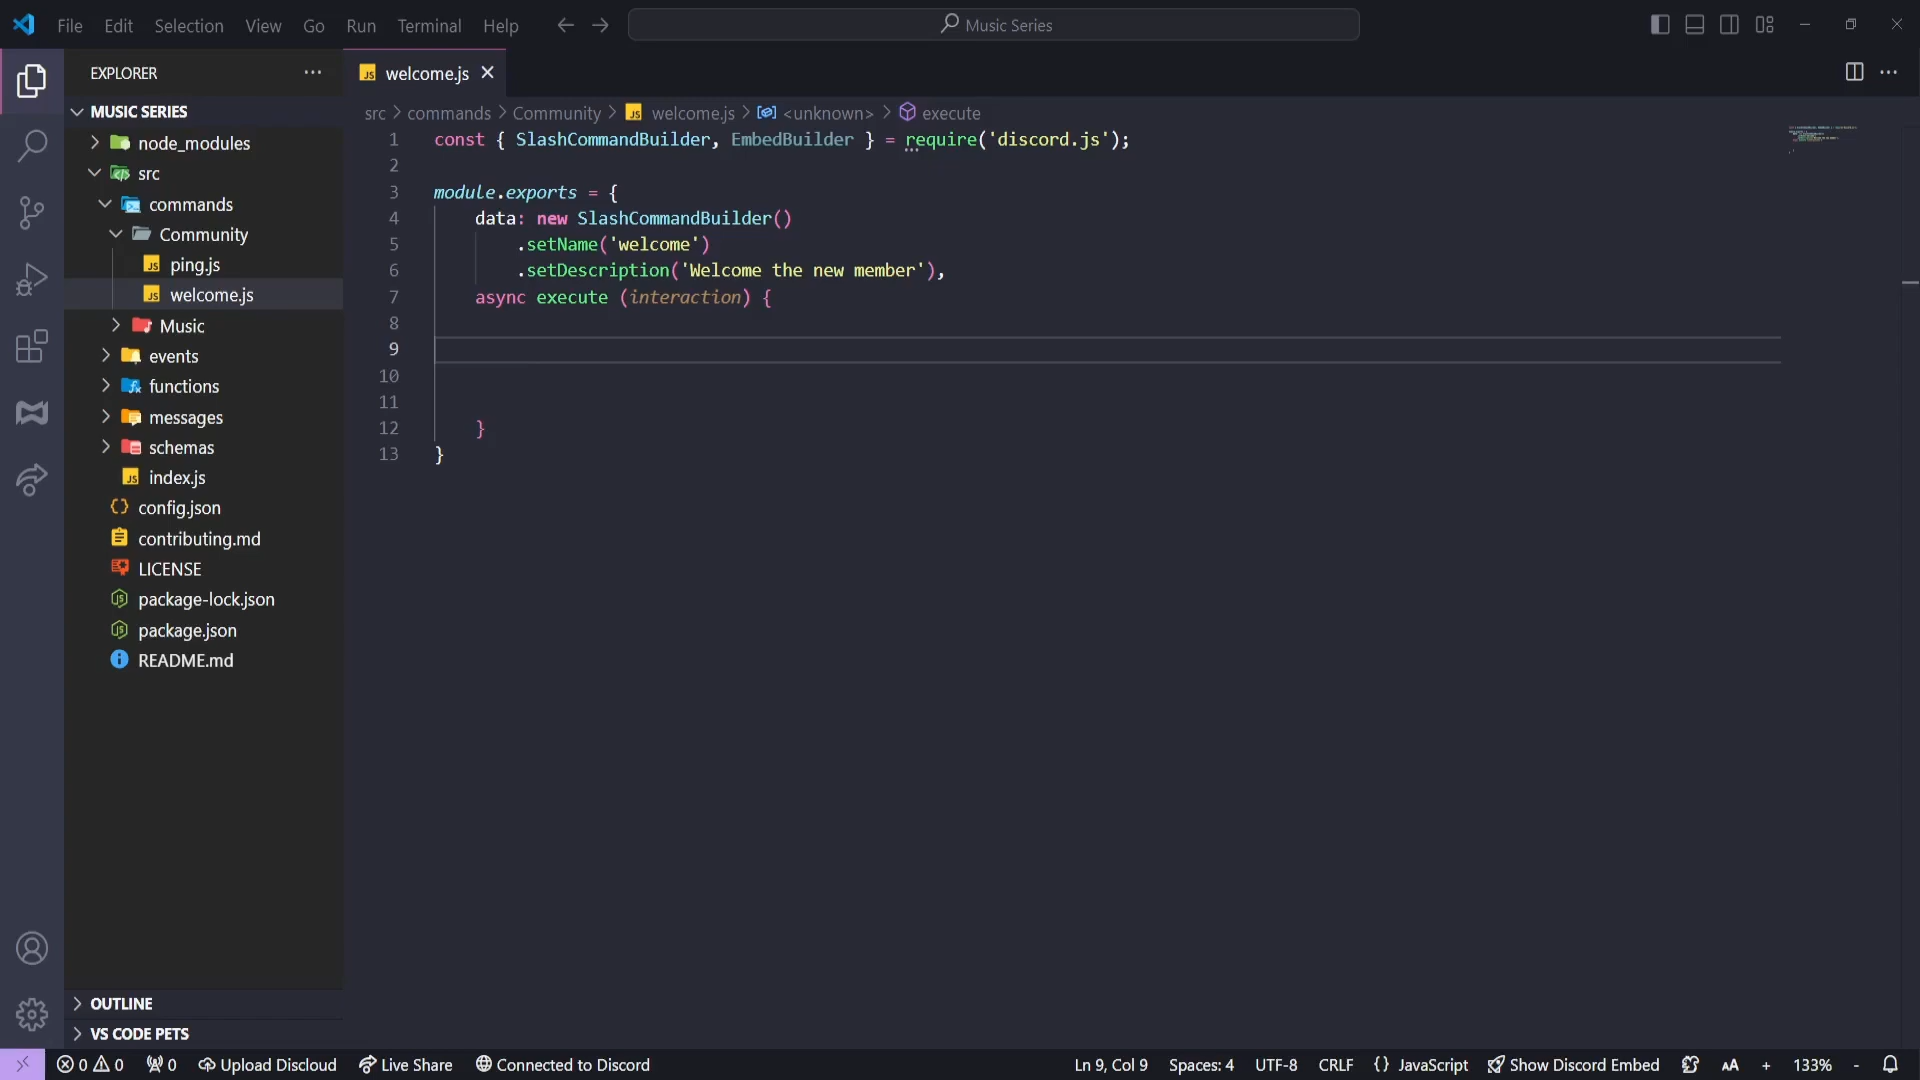 File Edit Selection View Go Run Terminal Help
Music Series
EXPLORER
MUSIC SERIES
node_modules
src
commands
Community
ping.js
welcome.js
Music
events
functions
messages
schemas
index.js
config.json
contributing.md
LICENSE
package-lock.json
package.json
README.md
OUTLINE
VS CODE PETS
welcome.js
src > commands > Community > welcome.js > <unknown> > execute
1 const { SlashCommandBuilder, EmbedBuilder } = require('discord.js');
2
3 module.exports = {
4 data: new SlashCommandBuilder()
5 .setName('welcome')
6 .setDescription('Welcome the new member'),
7 async execute (interaction) {
8
9
10
11
12 }
13 }
0 0 0 Upload Discloud Live Share Connected to Discord Ln 9, Col 9 Spaces: 4 UTF-8 CRLF {} JavaScript Show Discord Embed AA + 133% -